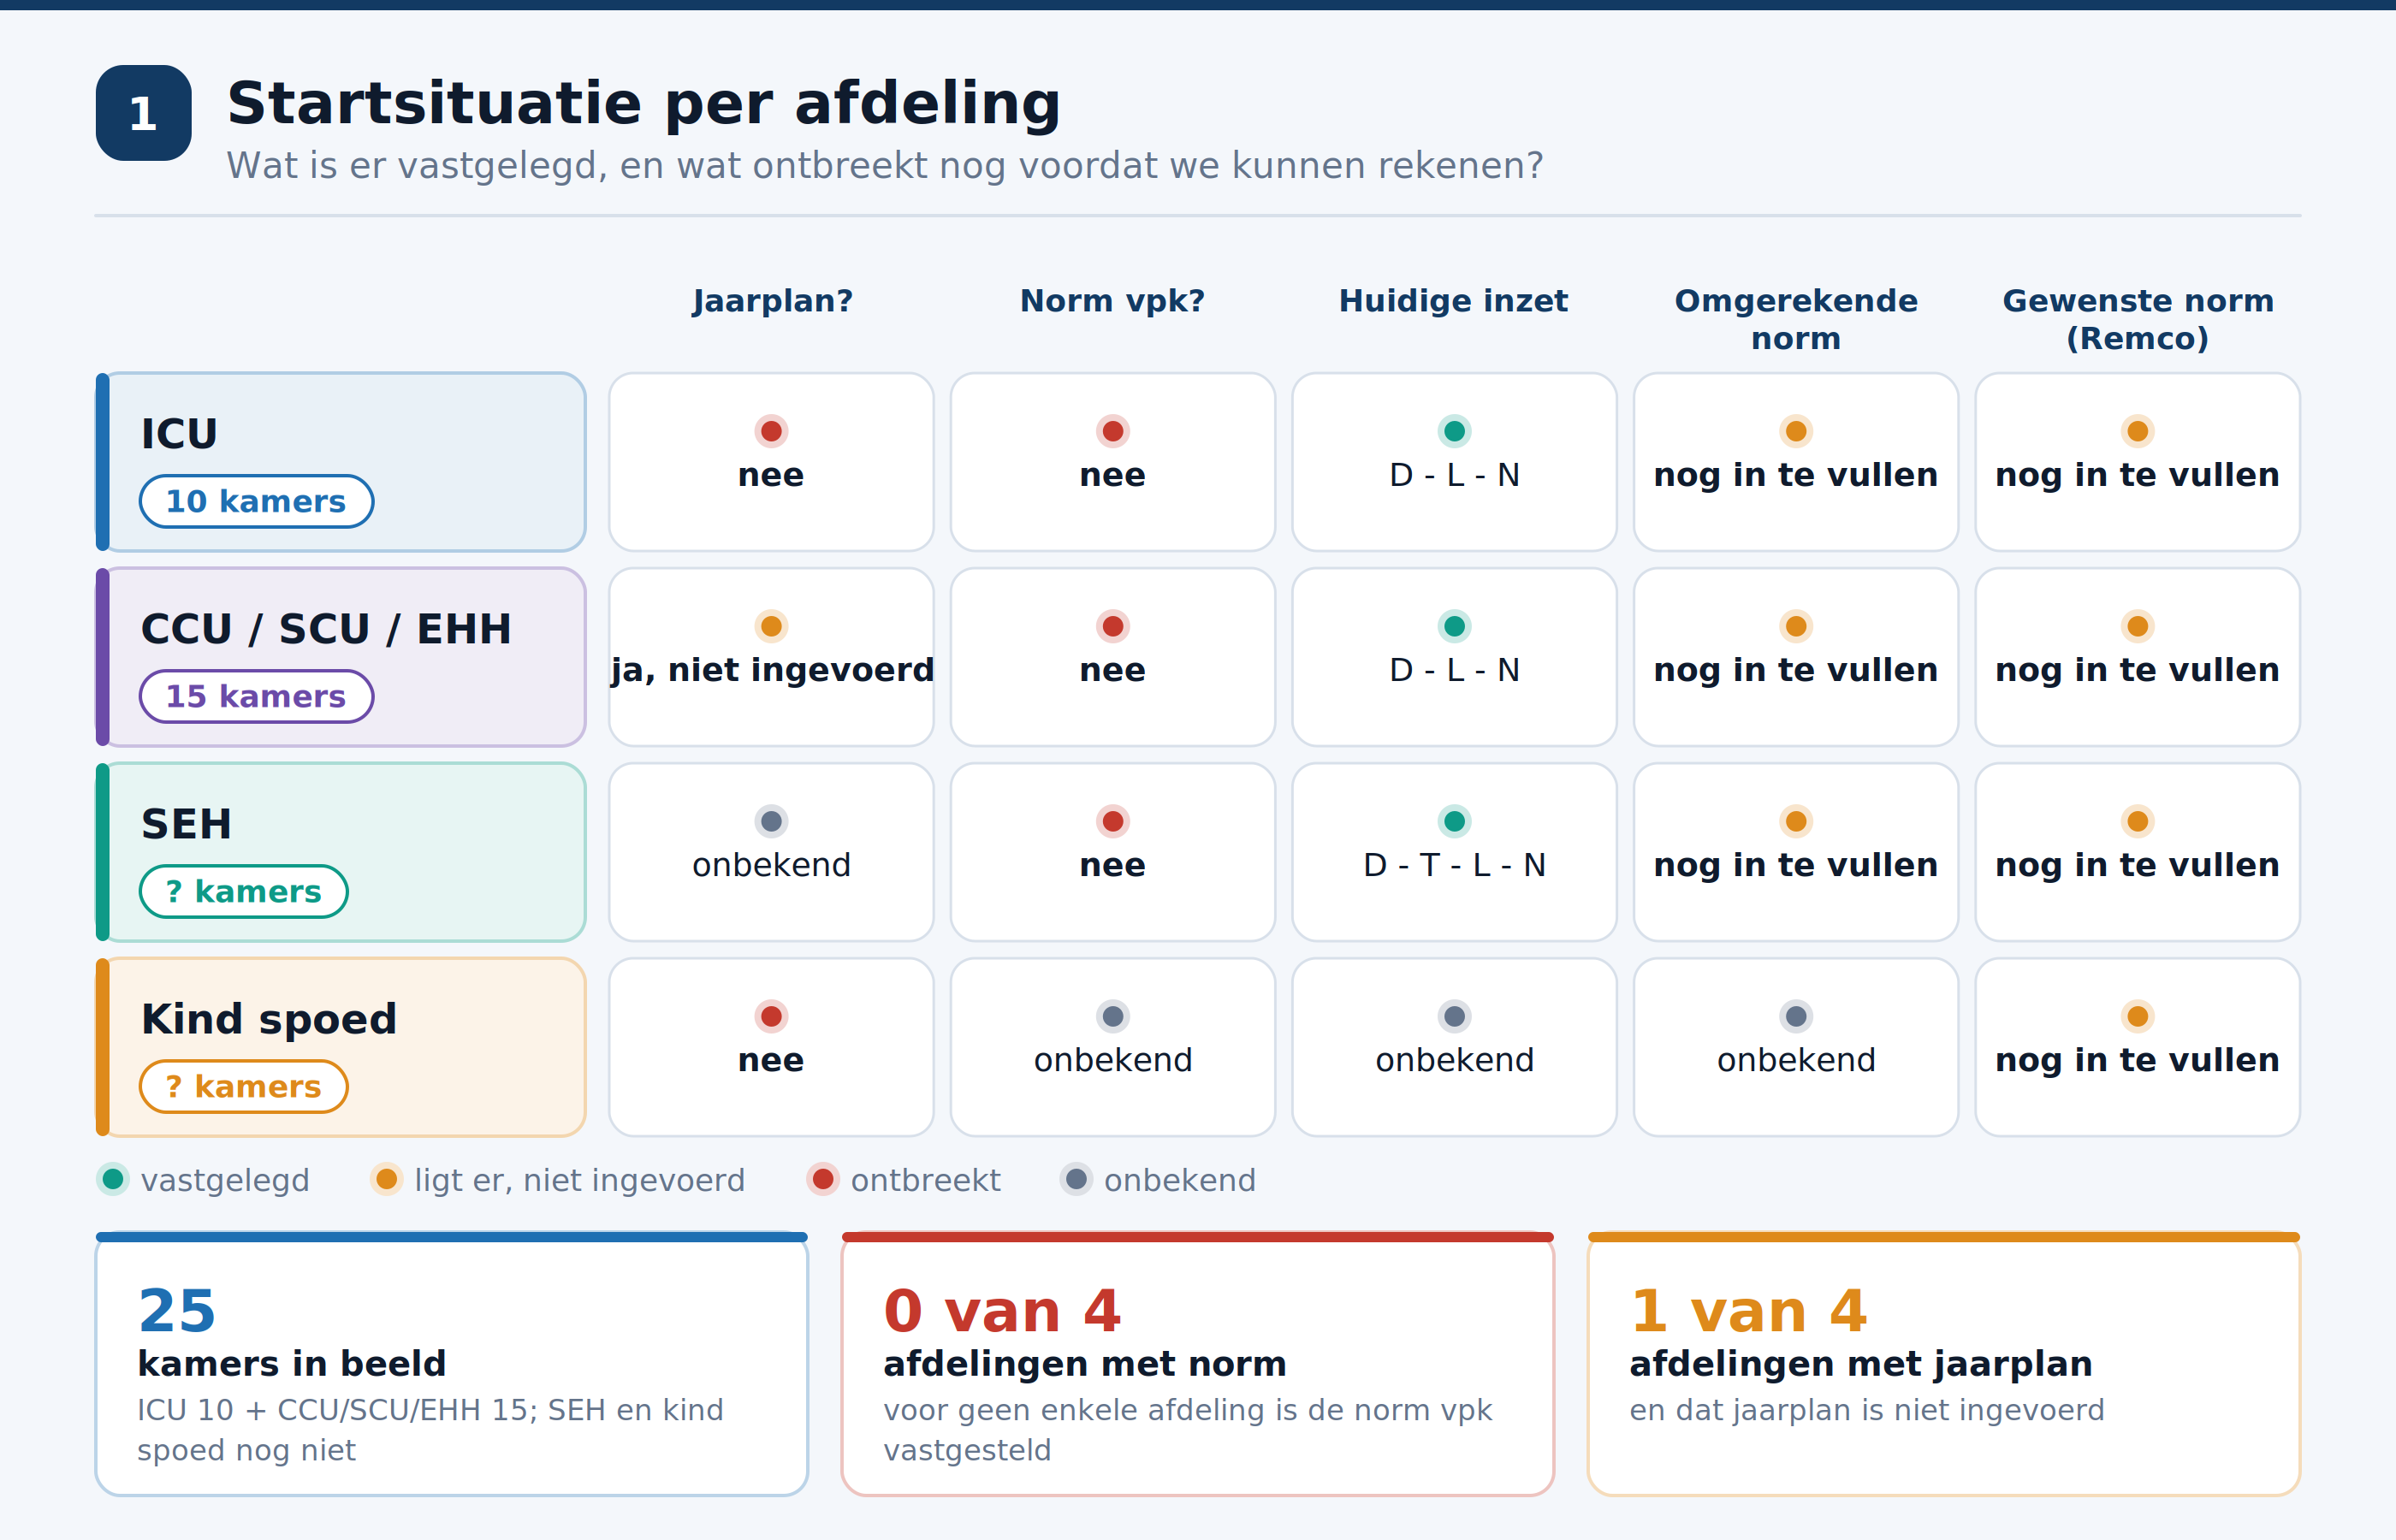 1
Startsituatie per afdeling
Wat is er vastgelegd, en wat ontbreekt nog voordat we kunnen rekenen?
Jaarplan?
Norm vpk?
Huidige inzet
Omgerekende
norm
Gewenste norm
(Remco)
ICU
10 kamers
nee
nee
D - L - N
nog in te vullen
nog in te vullen
CCU / SCU / EHH
15 kamers
ja, niet ingevoerd
nee
D - L - N
nog in te vullen
nog in te vullen
SEH
? kamers
onbekend
nee
D - T - L - N
nog in te vullen
nog in te vullen
Kind spoed
? kamers
nee
onbekend
onbekend
onbekend
nog in te vullen
vastgelegd
ligt er, niet ingevoerd
ontbreekt
onbekend
25
kamers in beeld
ICU 10 + CCU/SCU/EHH 15; SEH en kind
spoed nog niet
0 van 4
afdelingen met norm
voor geen enkele afdeling is de norm vpk
vastgesteld
1 van 4
afdelingen met jaarplan
en dat jaarplan is niet ingevoerd